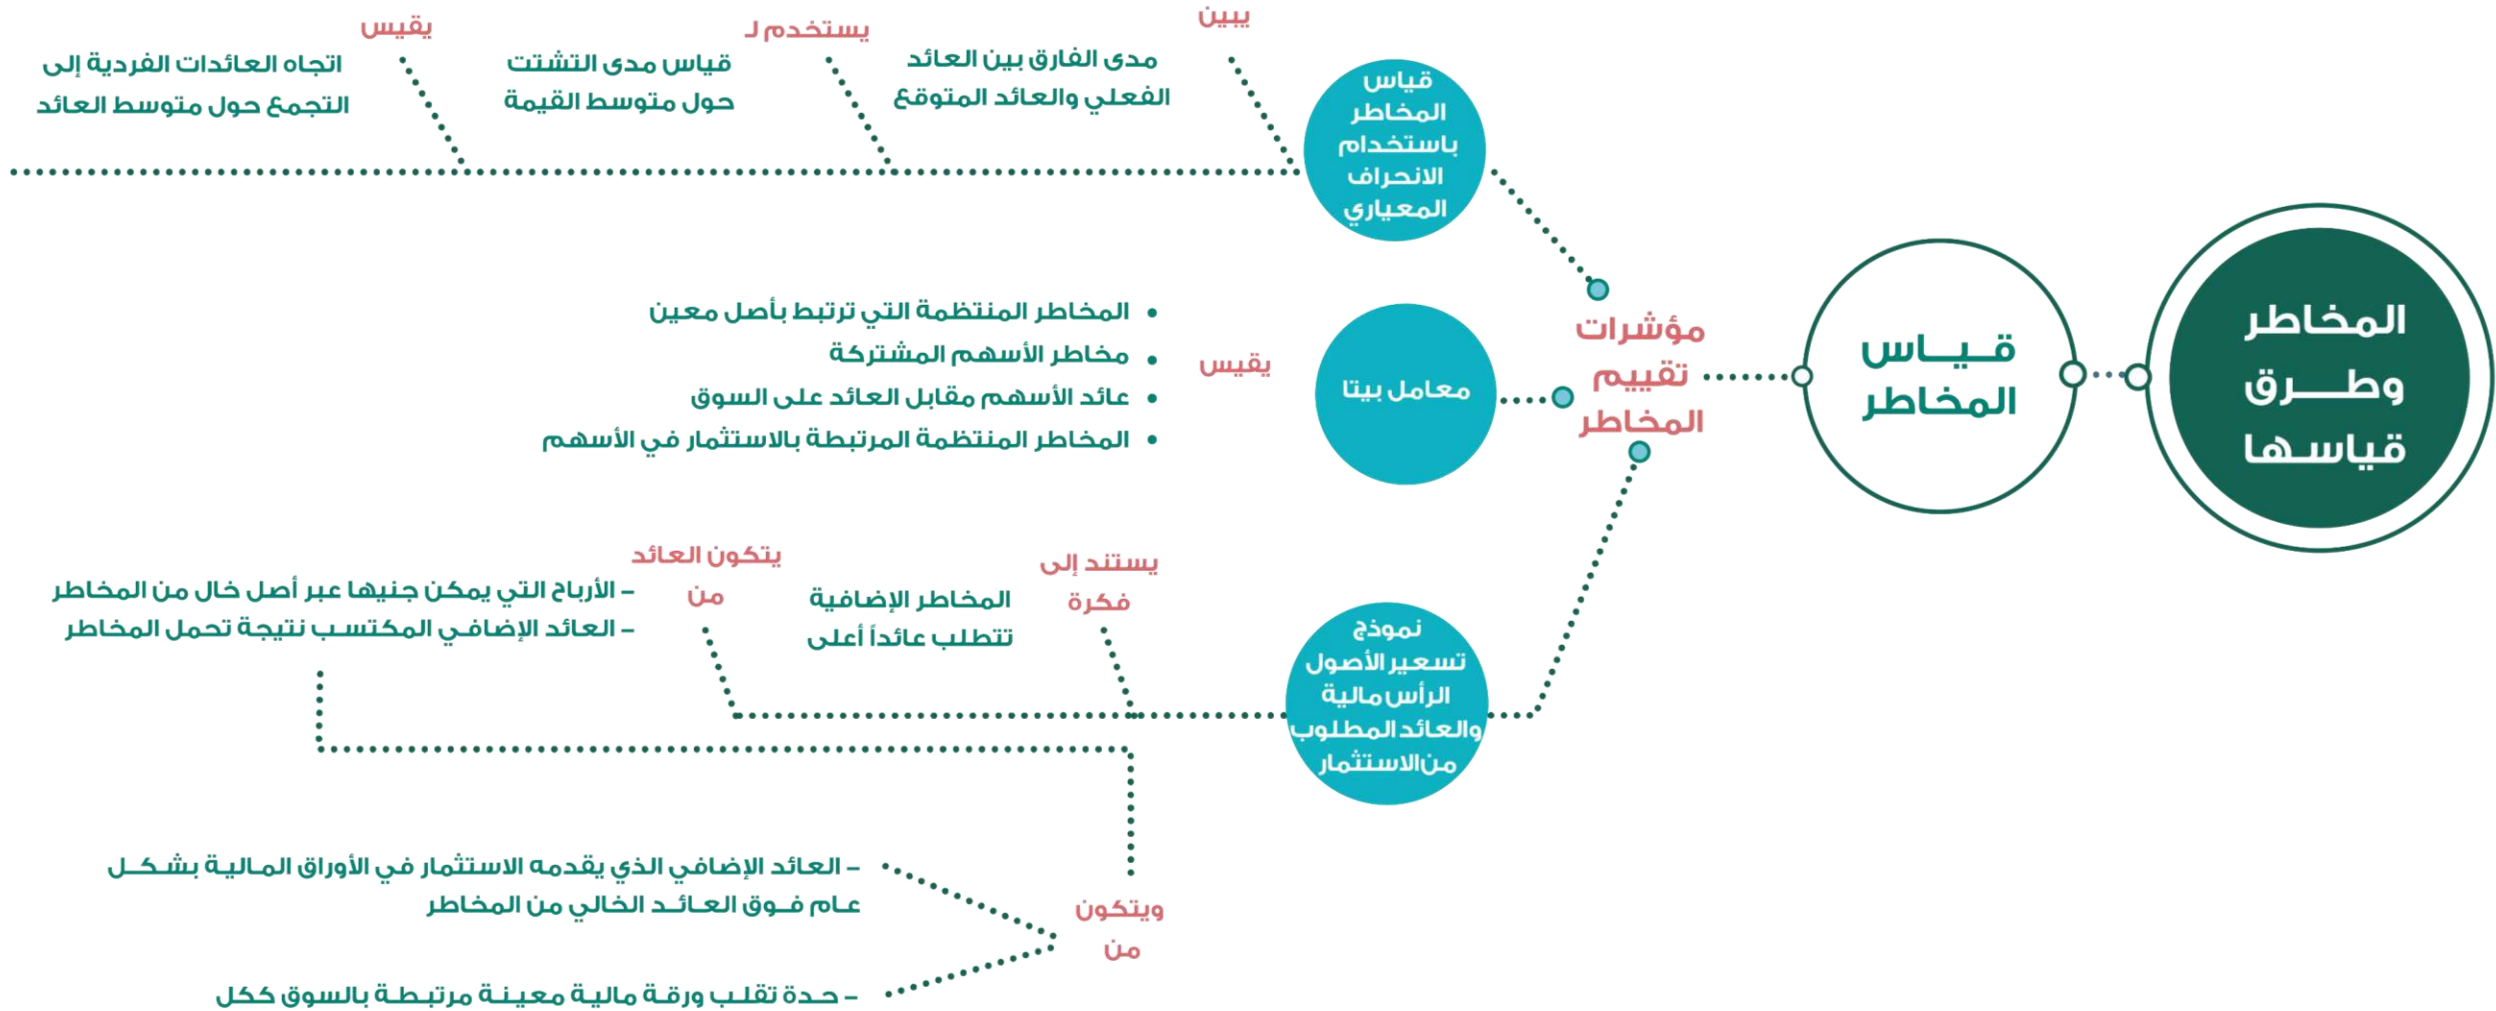 المخاطر
وطرق
قياسها
قياس
المخاطر
مؤشرات
تقييم
المخاطر
قياس
المخاطر
باستخدام
الانحراف
المعياري
يبين
مدى الفارق بين العائد
الفعلي والعائد المتوقع
يستخدم لـ
قياس مدى التشتت
حول متوسط القيمة
يقيس
اتجاه العائدات الفردية إلى
التجمع حول متوسط العائد
معامل بيتا
يقيس
• المخاطر المنتظمة التي ترتبط بأصل معين
• مخاطر الأسهم المشتركة
• عائد الأسهم مقابل العائد على السوق
• المخاطر المنتظمة المرتبطة بالاستثمار في الأسهم
نموذج
تسعير الأصول
الرأس مالية
والعائد المطلوب
من الاستثمار
يستند إلى
فكرة
المخاطر الإضافية
تتطلب عائداً أعلى
يتكون العائد
من
– الأرباح التي يمكن جنيها عبر أصل خال من المخاطر
– العائد الإضافي المكتسب نتيجة تحمل المخاطر
ويتكون
من
– العائد الإضافي الذي يقدمه الاستثمار في الأوراق المالية بشكل
عام فوق العائد الخالي من المخاطر
– حدة تقلب ورقة مالية معينة مرتبطة بالسوق ككل